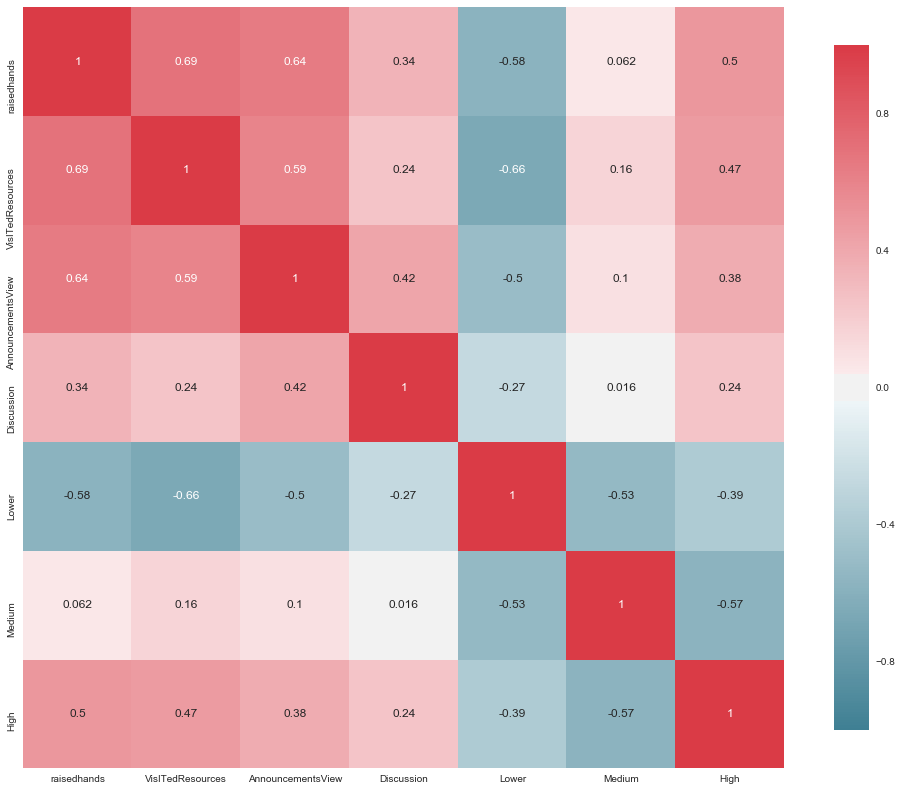 raisedhands 1 0.69 0.64 0.34 -0.58 0.062 0.5
VisITedResources 0.69 1 0.59 0.24 -0.66 0.16 0.47
AnnouncementsView 0.64 0.59 1 0.42 -0.5 0.1 0.38
Discussion 0.34 0.24 0.42 1 -0.27 0.016 0.24
Lower -0.58 -0.66 -0.5 -0.27 1 -0.53 -0.39
Medium 0.062 0.16 0.1 0.016 -0.53 1 -0.57
High 0.5 0.47 0.38 0.24 -0.39 -0.57 1
raisedhands VisITedResources AnnouncementsView Discussion Lower Medium High
0.8
0.4
0.0
−0.4
−0.8